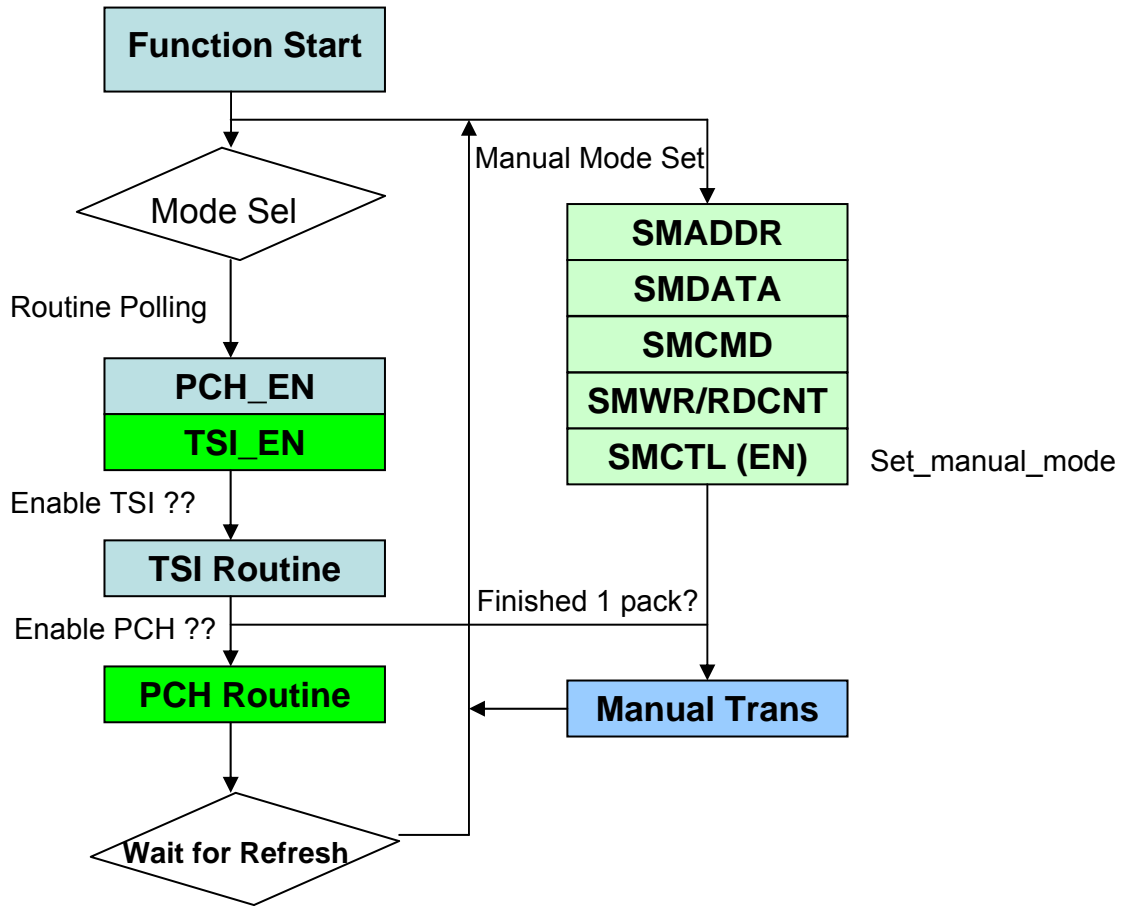 Function Start
Manual Mode Set
Mode Sel
SMADDR
SMDATA
Routine Polling
SMCMD
PCH_EN
SMWR/RDCNT
TSI_EN
SMCTL (EN)
Set_manual_mode
Enable TSI ??
TSI Routine
Finished 1 pack?
Enable PCH ??
PCH Routine
Manual Trans
Wait for Refresh